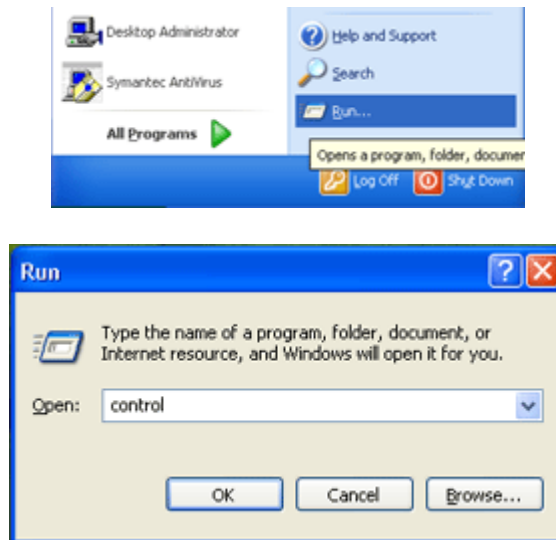 Desktop Administrator
Help and Support
Symantec AntiVirus
Search
Run...
All Programs
Opens a program, folder, documen
Log Off
Shut Down
Run
Type the name of a program, folder, document, or
Internet resource, and Windows will open it for you.
Open: control
OK Cancel Browse...